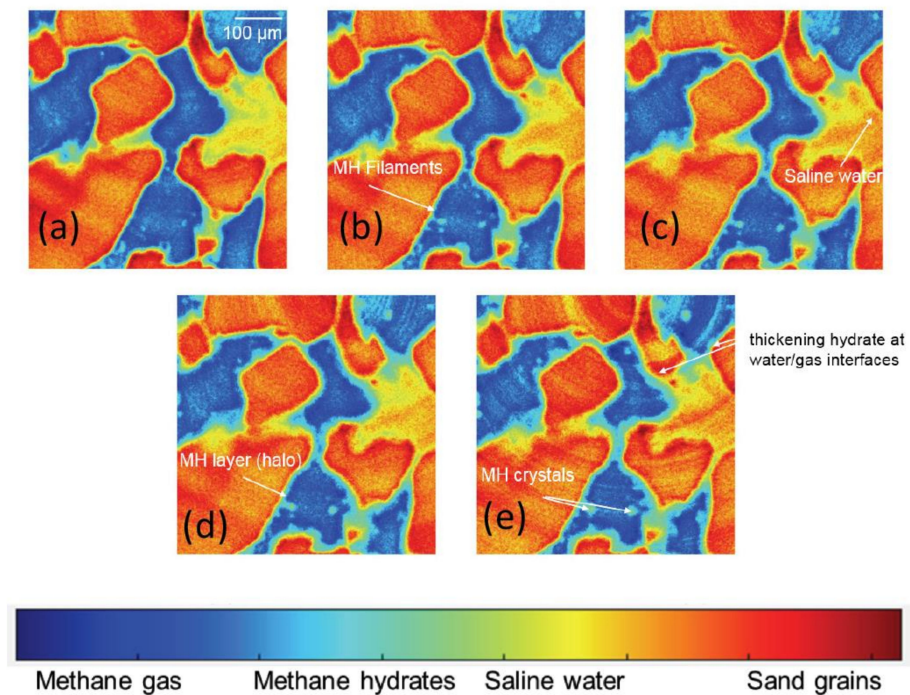 100 μm
(a)
MH Filaments
(b)
Saline water
(c)
MH layer (halo)
(d)
thickening hydrate at
water/gas interfaces
MH crystals
(e)
Methane gas Methane hydrates Saline water Sand grains